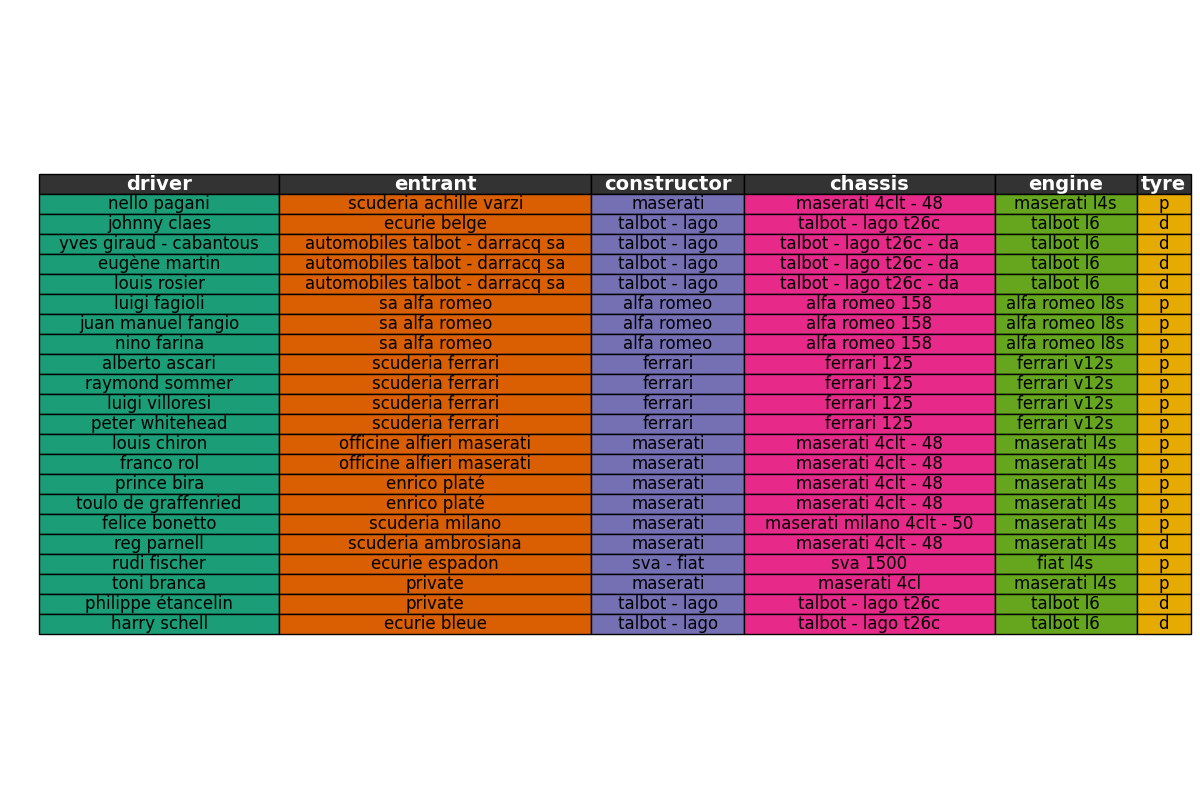 driver entrant constructor chassis engine tyre
nello pagani scuderia achille varzi maserati maserati 4clt - 48 maserati l4s p
johnny claes ecurie belge talbot - lago talbot - lago t26c talbot l6 d
yves giraud - cabantous automobiles talbot - darracq sa talbot - lago talbot - lago t26c - da talbot l6 d
eugène martin automobiles talbot - darracq sa talbot - lago talbot - lago t26c - da talbot l6 d
louis rosier automobiles talbot - darracq sa talbot - lago talbot - lago t26c - da talbot l6 d
luigi fagioli sa alfa romeo alfa romeo alfa romeo 158 alfa romeo l8s p
juan manuel fangio sa alfa romeo alfa romeo alfa romeo 158 alfa romeo l8s p
nino farina sa alfa romeo alfa romeo alfa romeo 158 alfa romeo l8s p
alberto ascari scuderia ferrari ferrari ferrari 125 ferrari v12s p
raymond sommer scuderia ferrari ferrari ferrari 125 ferrari v12s p
luigi villoresi scuderia ferrari ferrari ferrari 125 ferrari v12s p
peter whitehead scuderia ferrari ferrari ferrari 125 ferrari v12s p
louis chiron officine alfieri maserati maserati maserati 4clt - 48 maserati l4s p
franco rol officine alfieri maserati maserati maserati 4clt - 48 maserati l4s p
prince bira enrico platé maserati maserati 4clt - 48 maserati l4s p
toulo de graffenried enrico platé maserati maserati 4clt - 48 maserati l4s p
felice bonetto scuderia milano maserati maserati milano 4clt - 50 maserati l4s p
reg parnell scuderia ambrosiana maserati maserati 4clt - 48 maserati l4s d
rudi fischer ecurie espadon sva - fiat sva 1500 fiat l4s p
toni branca private maserati maserati 4cl maserati l4s p
philippe étancelin private talbot - lago talbot - lago t26c talbot l6 d
harry schell ecurie bleue talbot - lago talbot - lago t26c talbot l6 d